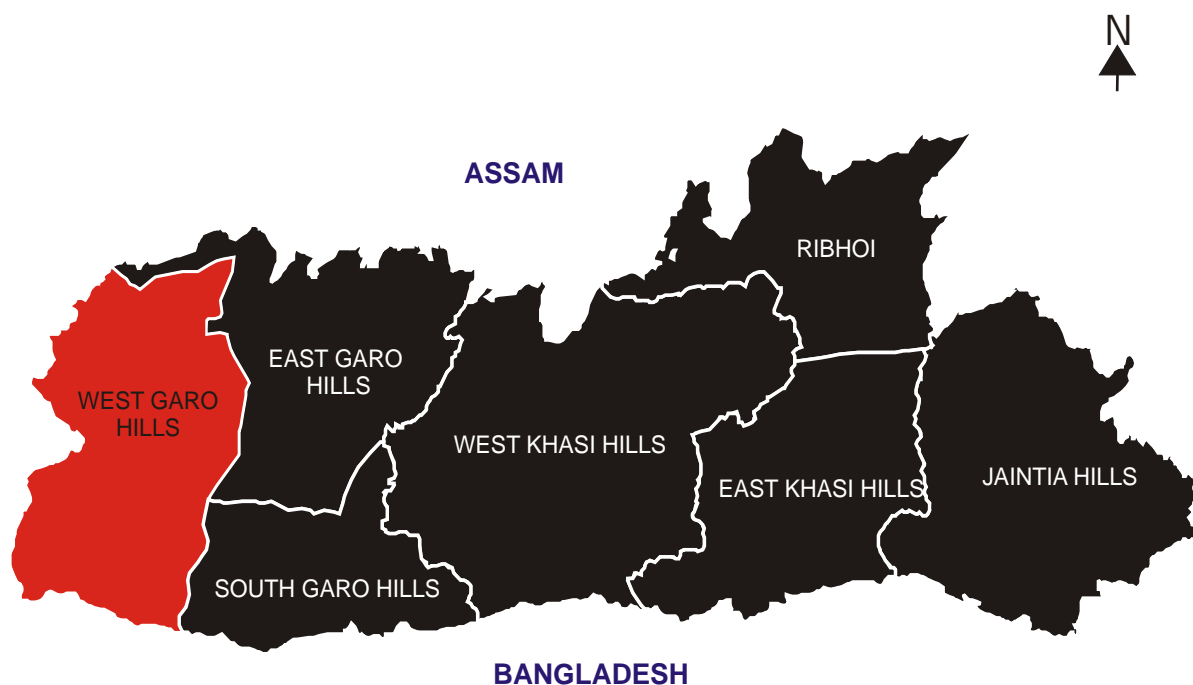 N
ASSAM
RIBHOI
EAST GARO
HILLS
WEST GARO
HILLS
WEST KHASI HILLS
JAINTIA HILLS
EAST KHASI HILLS
SOUTH GARO HILLS
BANGLADESH